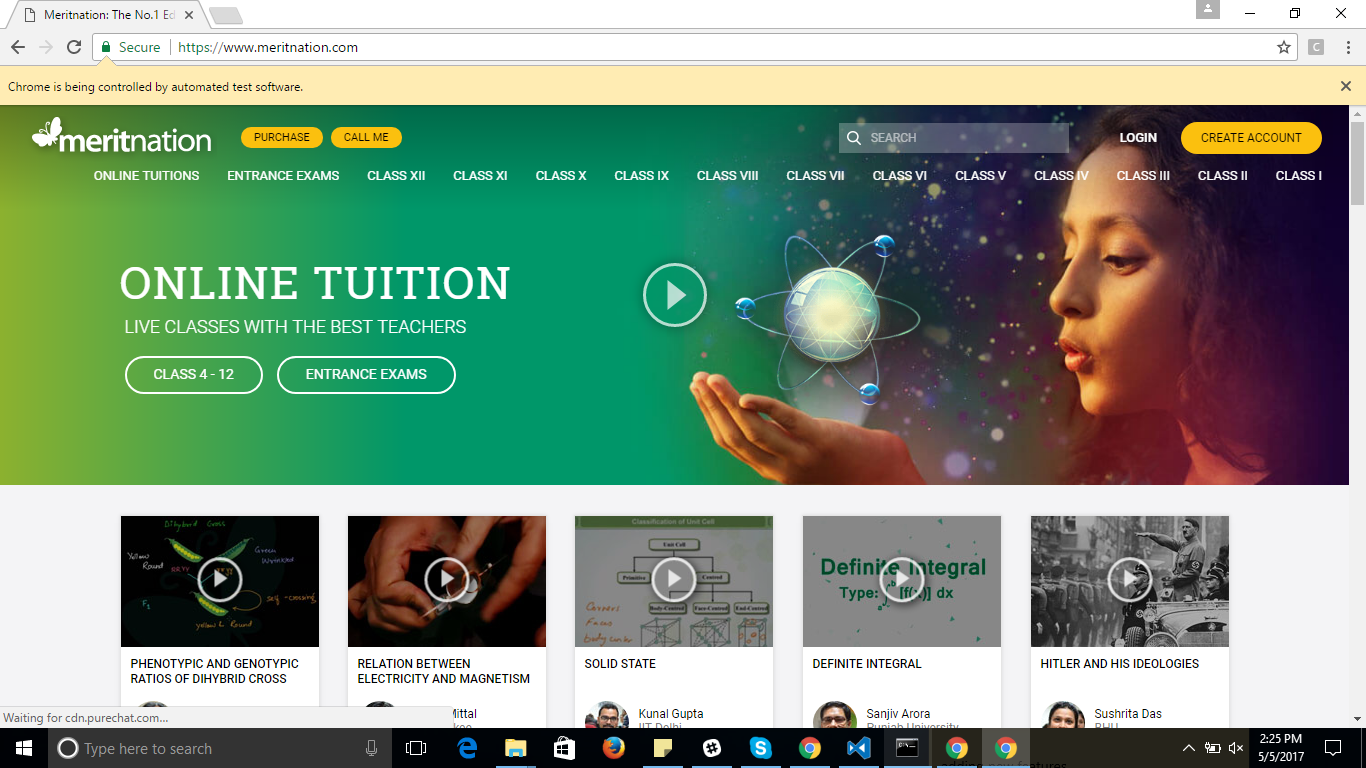 Meritnation: The No.1 Ed
Secure
https://www.meritnation.com
C
Chrome is being controlled by automated test software.
meritnation
PURCHASE
CALL ME
SEARCH
LOGIN
CREATE ACCOUNT
ONLINE TUITIONS
ENTRANCE EXAMS
CLASS XII
CLASS XI
CLASS X
CLASS IX
CLASS VIII
CLASS VII
CLASS VI
CLASS V
CLASS IV
CLASS III
CLASS II
CLASS I
ONLINE TUITION
LIVE CLASSES WITH THE BEST TEACHERS
CLASS 4 - 12
ENTRANCE EXAMS
Dihybrid Cross
Yellow
Round
Green
Wrinkled
F1
self-crossing
yellow & Round
Classification of Unit Cell
Unit Cell
Primitive
Centred
Body-Centred
Face-Centred
End-Centred
Corners
Faces
body center
Definite Integral
Type:
dx
PHENOTYPIC AND GENOTYPIC
RATIOS OF DIHYBRID CROSS
RELATION BETWEEN
ELECTRICITY AND MAGNETISM
SOLID STATE
DEFINITE INTEGRAL
HITLER AND HIS IDEOLOGIES
Mittal
Kunal Gupta
IIT Delhi
Sanjiv Arora
Punjab University
Sushrita Das
BHU
Waiting for cdn.purechat.com...
Type here to search
2:25 PM
5/5/2017